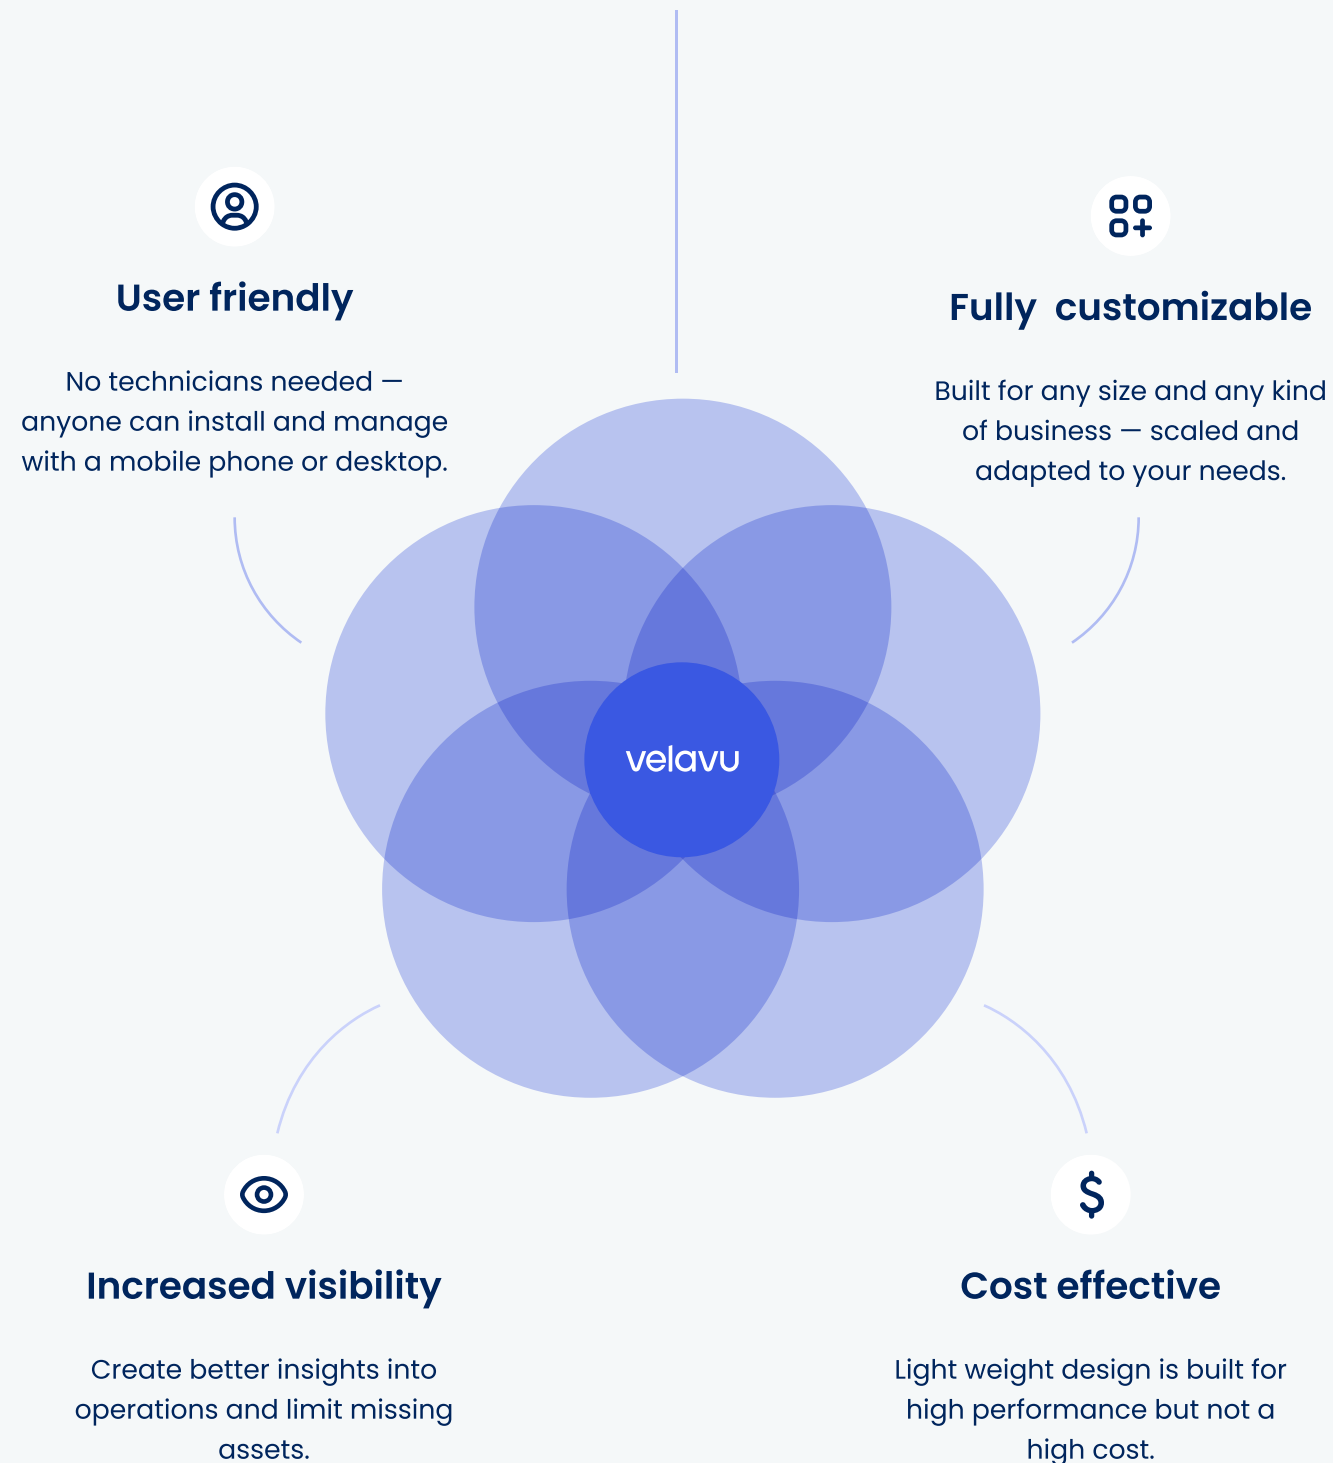 User friendly
No technicians needed —
anyone can install and manage
with a mobile phone or desktop.
Fully  customizable
Built for any size and any kind
of business — scaled and
adapted to your needs.
velavu
Increased visibility
Create better insights into
operations and limit missing
assets.
Cost effective
Light weight design is built for
high performance but not a
high cost.